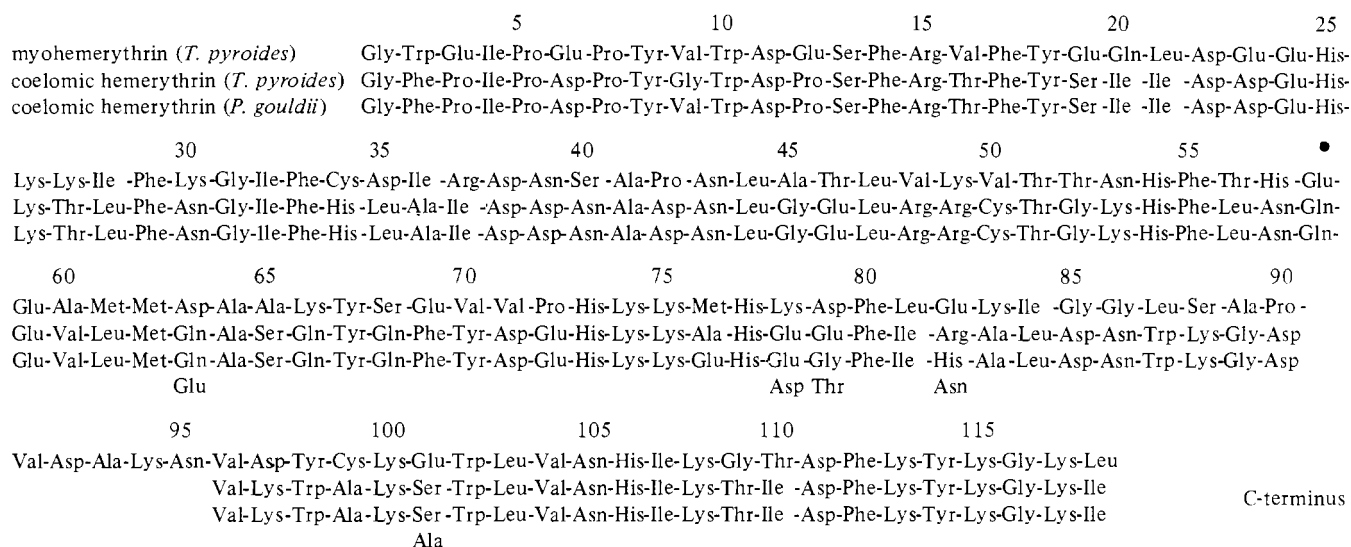 5 10 15 20 25
myohemerythrin (T. pyroides) Gly-Trp-Glu-Ile-Pro-Glu-Pro-Tyr-Val-Trp-Asp-Glu-Ser-Phe-Arg-Val-Phe-Tyr-Glu-Gln-Leu-Asp-Glu-Glu-His-
coelomic hemerythrin (T. pyroides) Gly-Phe-Pro-Ile-Pro-Asp-Pro-Tyr-Gly-Trp-Asp-Pro-Ser-Phe-Arg-Thr-Phe-Tyr-Ser-Ile-Ile-Asp-Asp-Glu-His-
coelomic hemerythrin (P. gouldii) Gly-Phe-Pro-Ile-Pro-Asp-Pro-Tyr-Val-Trp-Asp-Pro-Ser-Phe-Arg-Thr-Phe-Tyr-Ser-Ile-Ile-Asp-Asp-Glu-His-
30 35 40 45 50 55 •
Lys-Lys-Ile-Phe-Lys-Gly-Ile-Phe-Cys-Asp-Ile-Arg-Asp-Asn-Ser-Ala-Pro-Asn-Leu-Ala-Thr-Leu-Val-Lys-Val-Thr-Thr-Asn-His-Phe-Thr-His-Glu-
Lys-Thr-Leu-Phe-Asn-Gly-Ile-Phe-His-Leu-Ala-Ile-Asp-Asp-Asn-Ala-Asp-Asn-Leu-Gly-Glu-Leu-Arg-Arg-Cys-Thr-Gly-Lys-His-Phe-Leu-Asn-Gln-
Lys-Thr-Leu-Phe-Asn-Gly-Ile-Phe-His-Leu-Ala-Ile-Asp-Asp-Asn-Ala-Asp-Asn-Leu-Gly-Glu-Leu-Arg-Arg-Cys-Thr-Gly-Lys-His-Phe-Leu-Asn-Gln-
60 65 70 75 80 85 90
Glu-Ala-Met-Met-Asp-Ala-Ala-Lys-Tyr-Ser-Glu-Val-Val-Pro-His-Lys-Lys-Met-His-Lys-Asp-Phe-Leu-Glu-Lys-Ile-Gly-Gly-Leu-Ser-Ala-Pro-
Glu-Val-Leu-Met-Gln-Ala-Ser-Gln-Tyr-Gln-Phe-Tyr-Asp-Glu-His-Lys-Lys-Ala-His-Glu-Glu-Phe-Ile-Arg-Ala-Leu-Asp-Asn-Trp-Lys-Gly-Asp
Glu-Val-Leu-Met-Gln-Ala-Ser-Gln-Tyr-Gln-Phe-Tyr-Asp-Glu-His-Lys-Lys-Glu-His-Glu-Gly-Phe-Ile-His-Ala-Leu-Asp-Asn-Trp-Lys-Gly-Asp
Glu Asp Thr Asn
95 100 105 110 115
Val-Asp-Ala-Lys-Asn-Val-Asp-Tyr-Cys-Lys-Glu-Trp-Leu-Val-Asn-His-Ile-Lys-Gly-Thr-Asp-Phe-Lys-Tyr-Lys-Gly-Lys-Leu
Val-Lys-Trp-Ala-Lys-Ser-Trp-Leu-Val-Asn-His-Ile-Lys-Thr-Ile-Asp-Phe-Lys-Tyr-Lys-Gly-Lys-Ile
Val-Lys-Trp-Ala-Lys-Ser-Trp-Leu-Val-Asn-His-Ile-Lys-Thr-Ile-Asp-Phe-Lys-Tyr-Lys-Gly-Lys-Ile
C-terminus
Ala